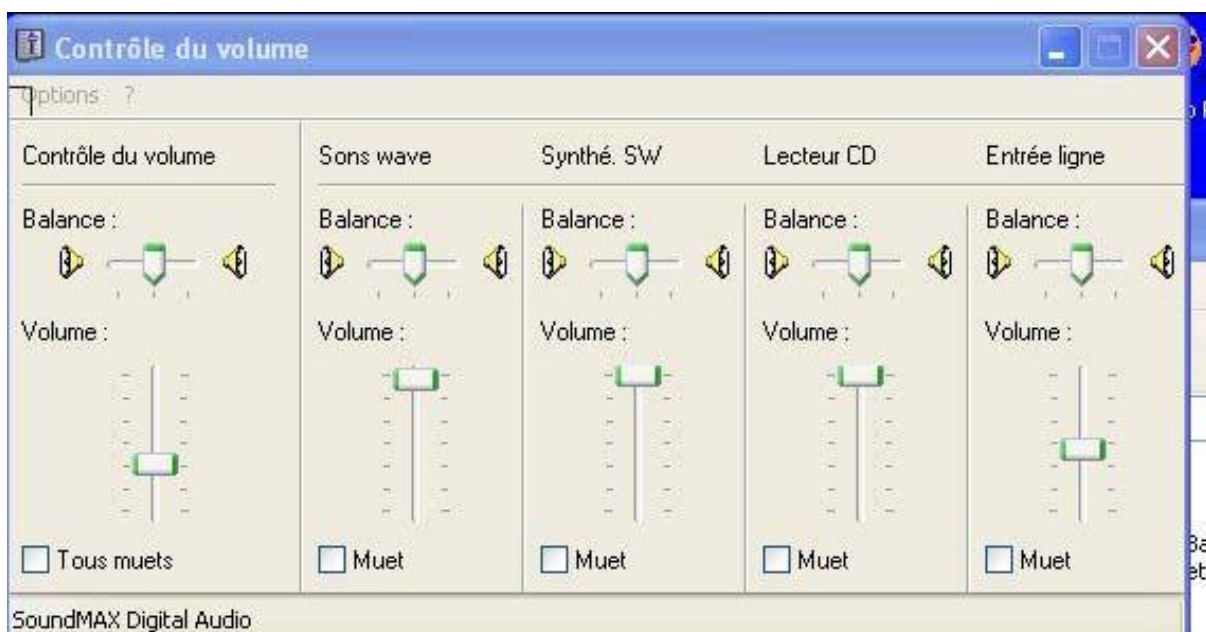 Contrôle du volume
Options ?
Contrôle du volume Sons wave Synthé. SW Lecteur CD Entrée ligne
Balance : Balance : Balance : Balance : Balance :
Volume : Volume : Volume : Volume : Volume :
Tous muets Muet Muet Muet Muet
SoundMAX Digital Audio